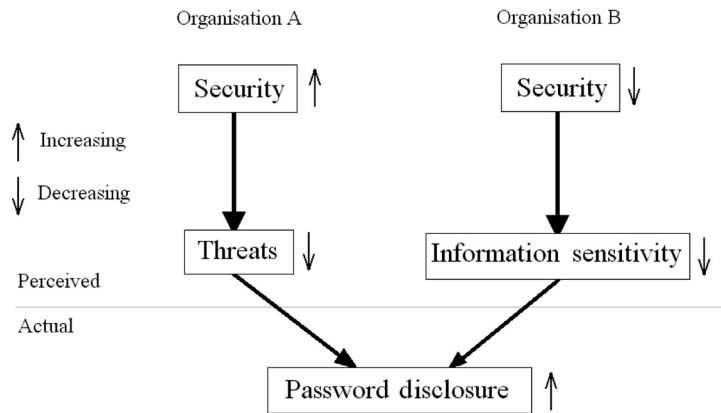 Organisation A
Organisation B
Security
Security
Increasing
Decreasing
Threats
Information sensitivity
Perceived
Actual
Password disclosure